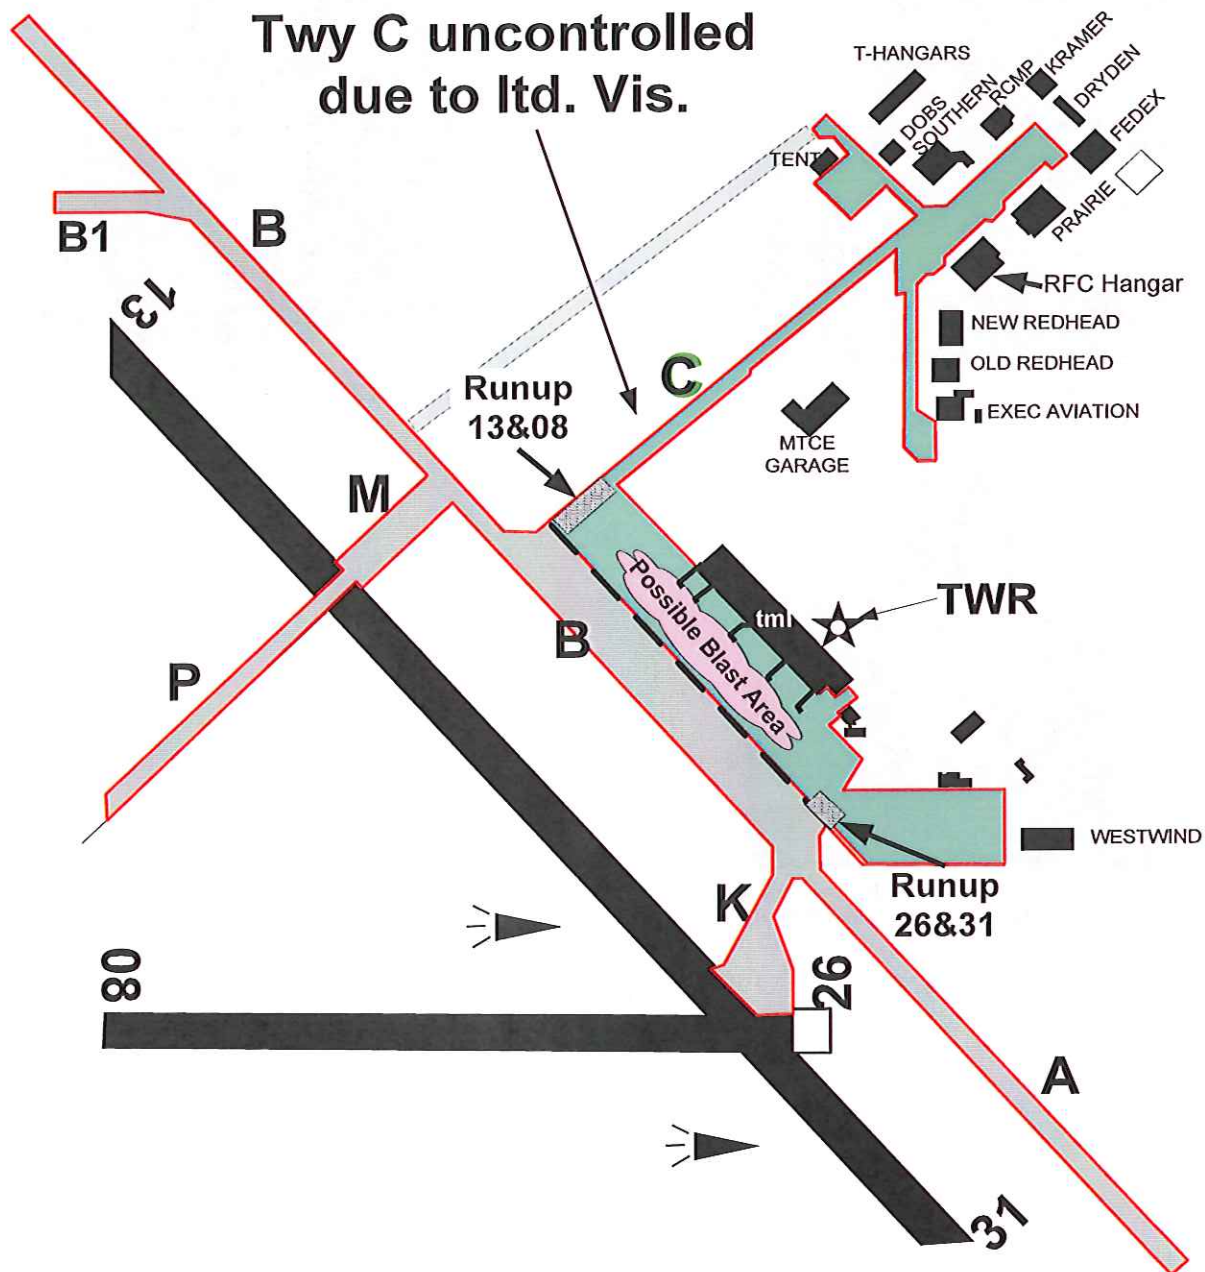 Twy C uncontrolled
due to ltd. Vis.
T-HANGARS
DOBS
SOUTHERN
RCMP
KRAMER
DRYDEN
FEDEX
TENT
PRAIRIE
RFC Hangar
NEW REDHEAD
OLD REDHEAD
EXEC AVIATION
MTCE
GARAGE
B1
B
13
C
Runup
13&08
M
Possible Blast Area
tml
TWR
B
P
WESTWIND
Runup
26&31
K
08
26
A
31